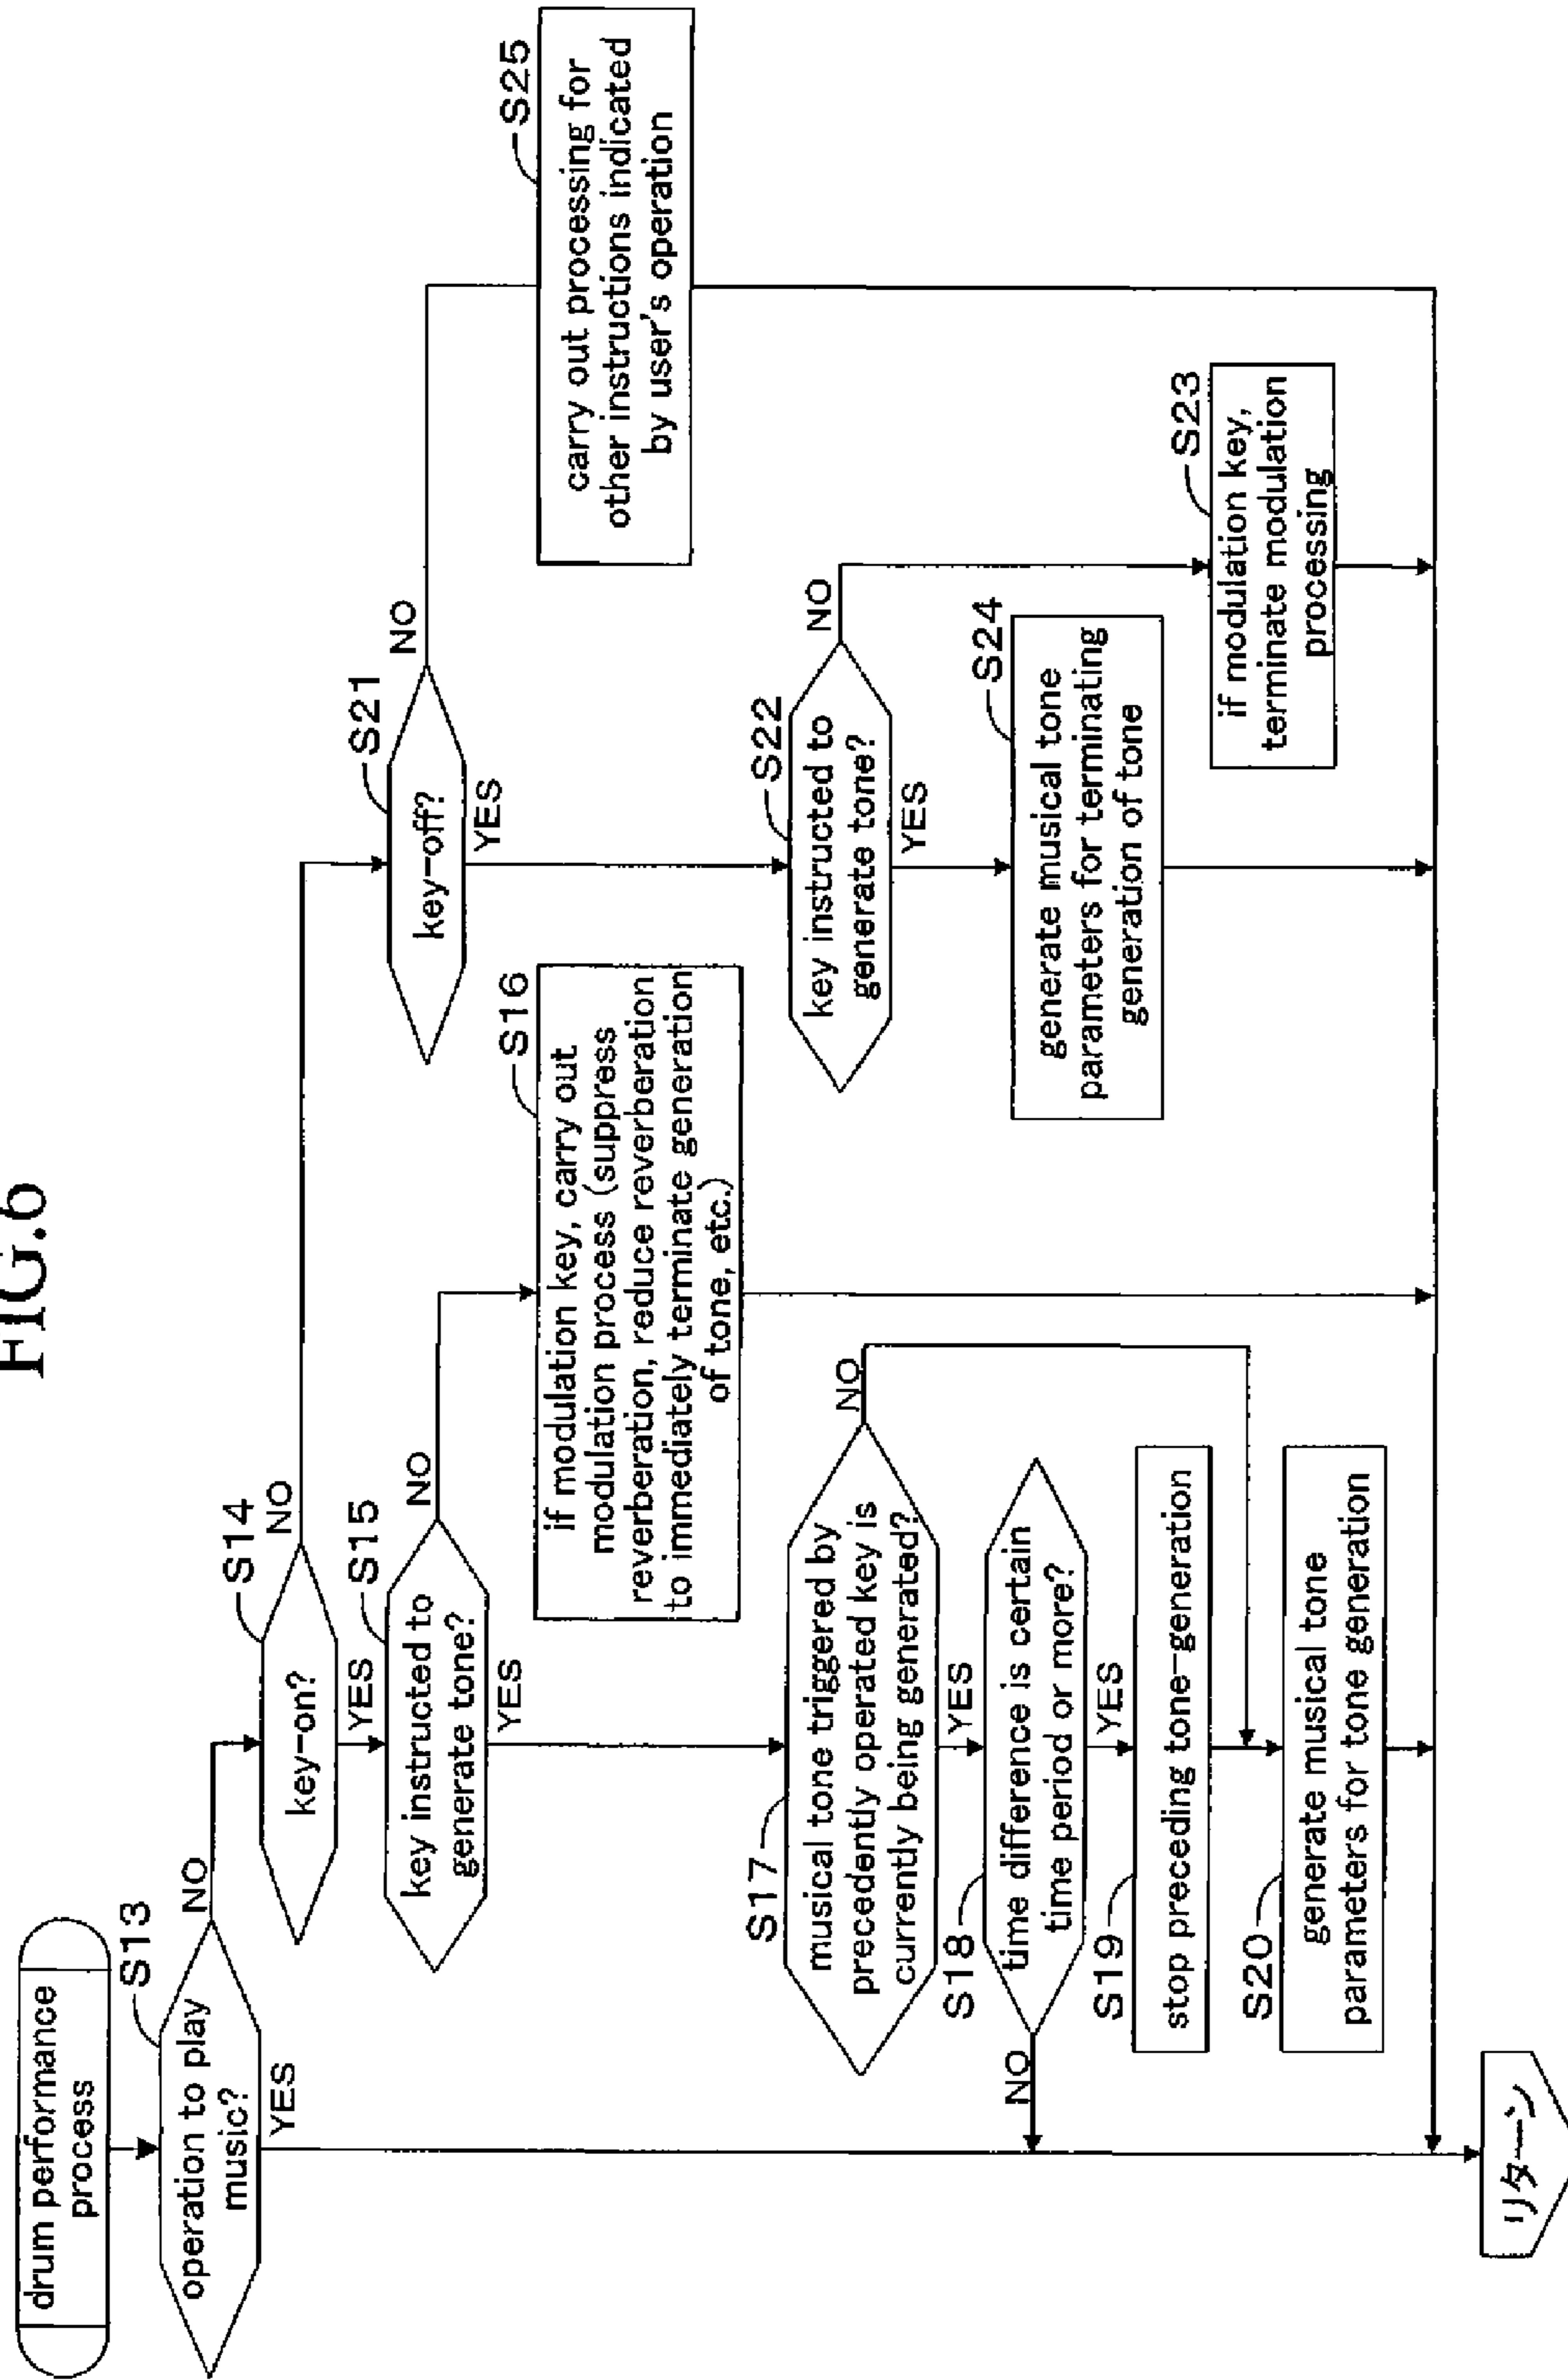 FIG.6
drum performance
process
S13
operation to play
music?
NO
YES
S14
key-on?
NO
YES
S15
key instructed to
generate tone?
NO
YES
S16
if modulation key, carry out
modulation process (suppress
reverberation, reduce reverberation
to immediately terminate generation
of tone, etc.)
S17
musical tone triggered by
precedently operated key is
currently being generated?
NO
YES
S18
time difference is certain
time period or more?
NO
YES
S19
stop preceding tone-generation
S20
generate musical tone
parameters for tone generation
S21
key-off?
NO
YES
S22
key instructed to
generate tone?
NO
YES
S24
generate musical tone
parameters for terminating
generation of tone
S23
if modulation key,
terminate modulation
processing
S25
carry out processing for
other instructions indicated
by user's operation
リターン